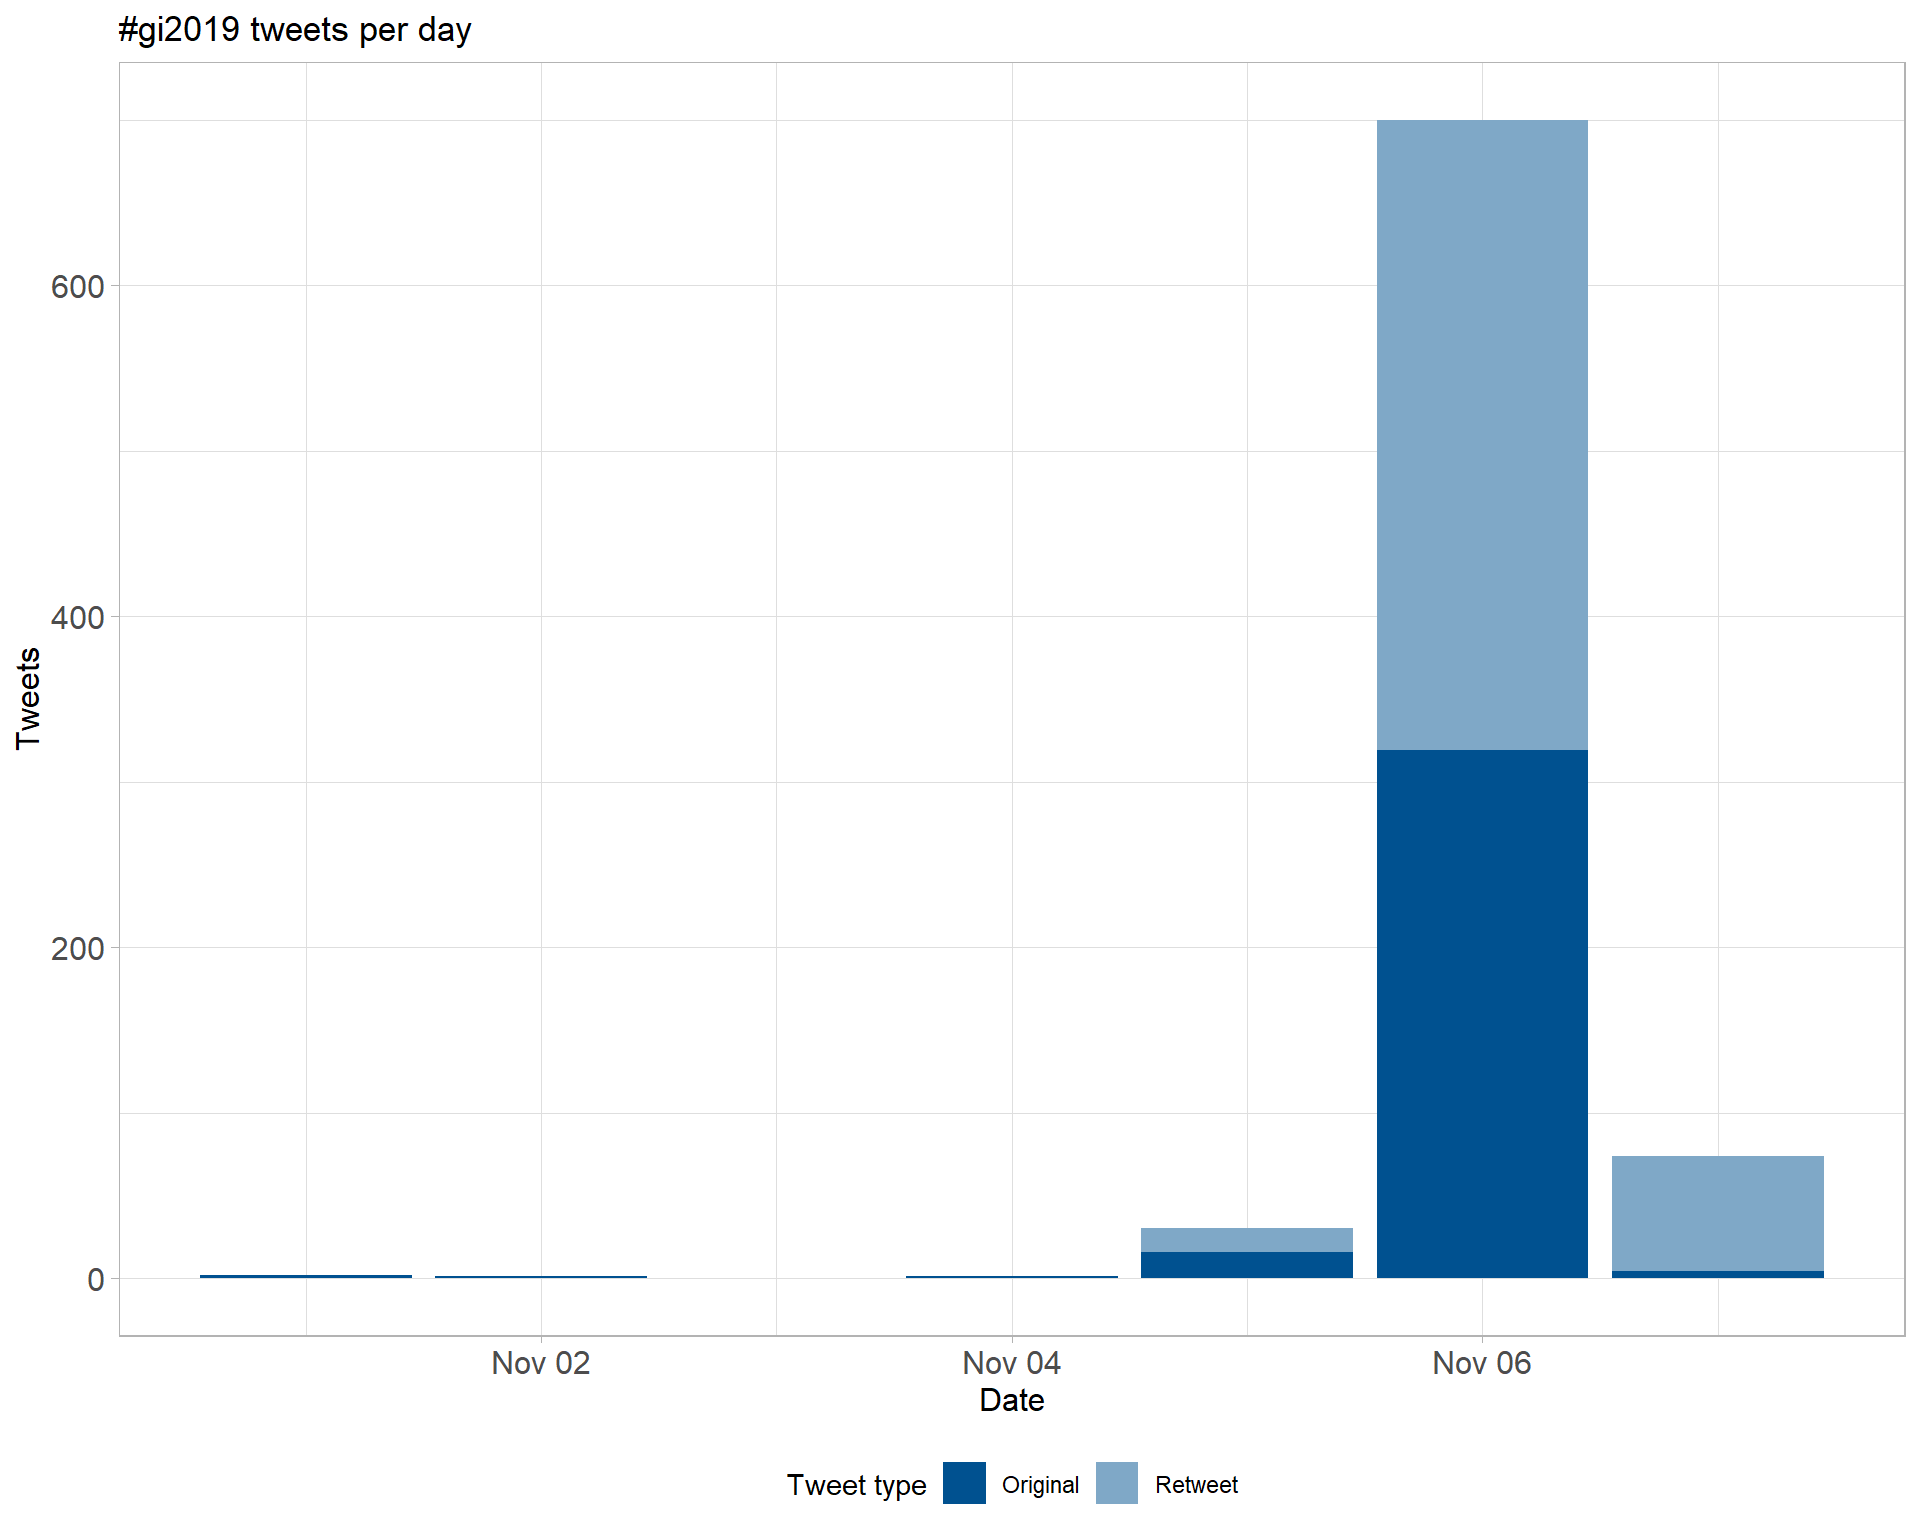 #gi2019 tweets per day
600
400
200
0
Tweets
Nov 02 Nov 04 Nov 06
Date
Tweet type Original Retweet